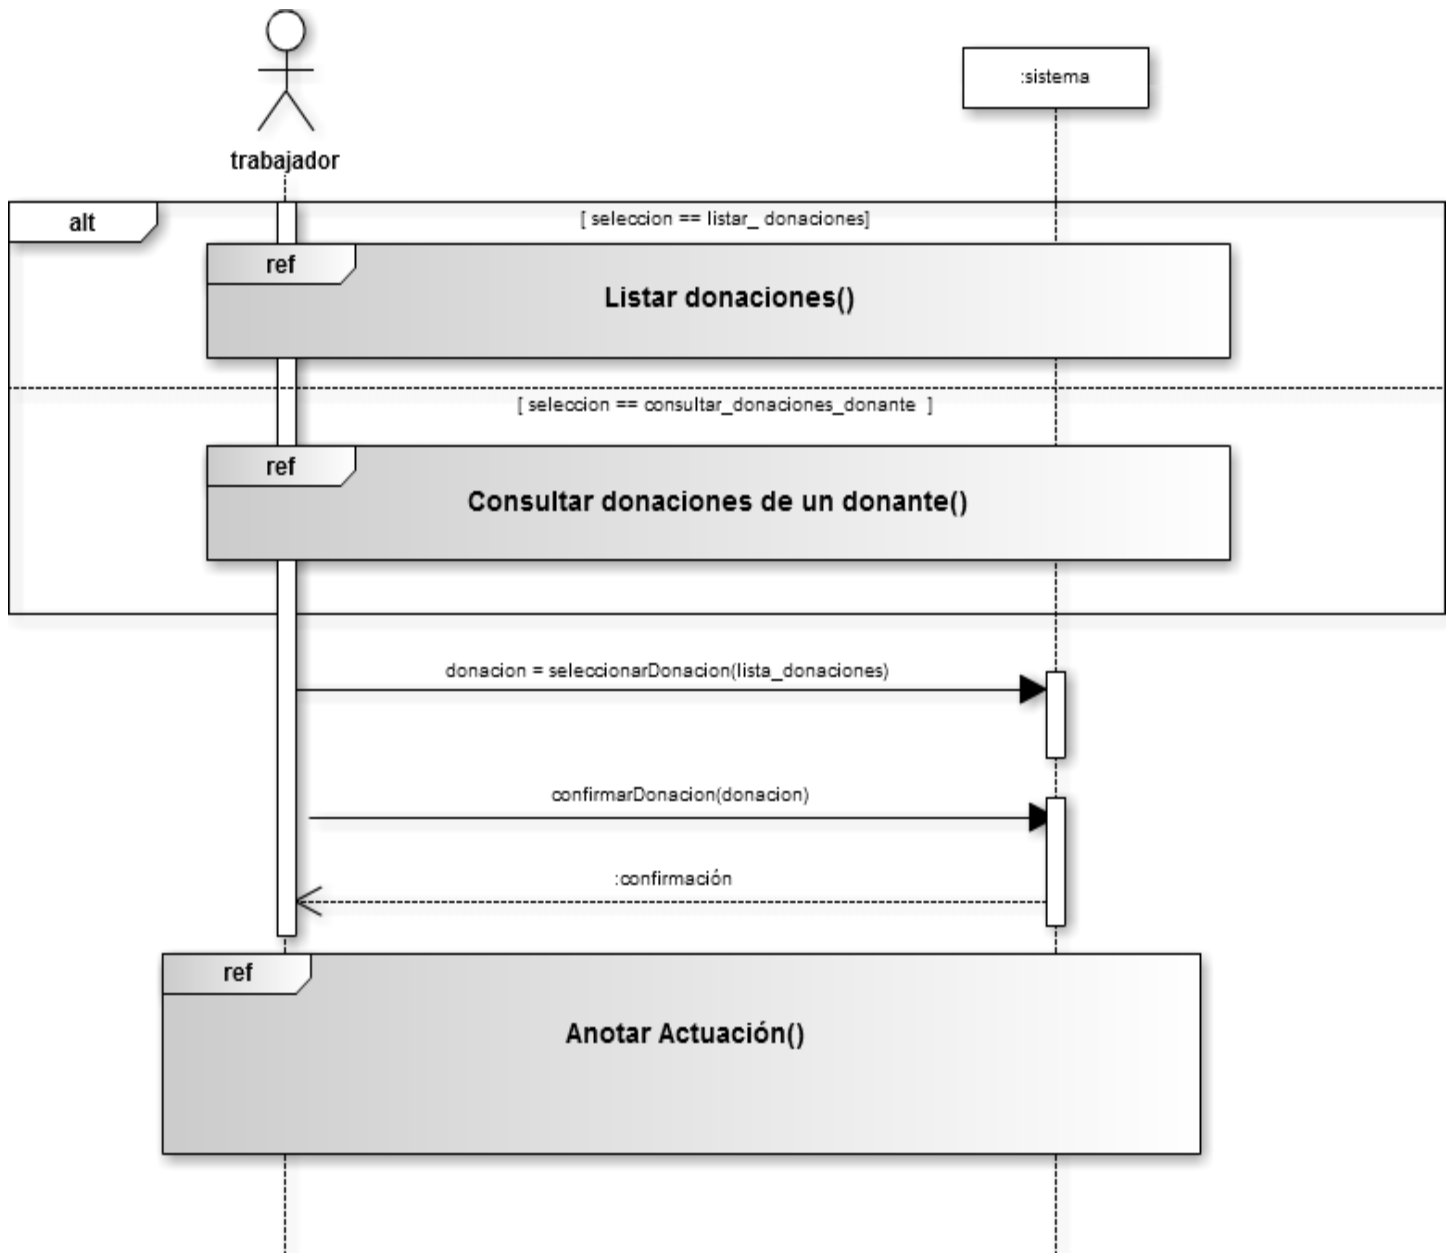 :sistema
trabajador
alt
[ seleccion == listar_ donaciones]
ref
Listar donaciones()
[ seleccion == consultar_donaciones_donante  ]
ref
Consultar donaciones de un donante()
donacion = seleccionarDonacion(lista_donaciones)
confirmarDonacion(donacion)
:confirmación
ref
Anotar Actuación()